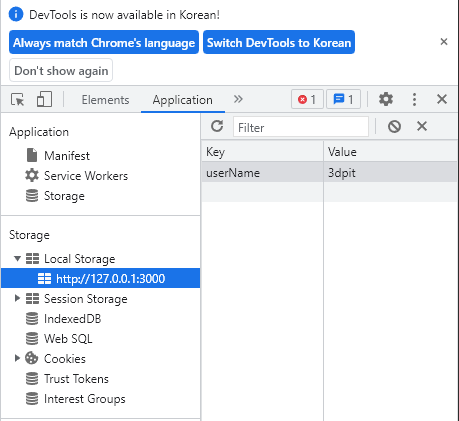 DevTools is now available in Korean!
Always match Chrome's language Switch DevTools to Korean
Don't show again
Elements Application 1 1
Application
Manifest
Service Workers
Storage
Storage
Local Storage
http://127.0.0.1:3000
Session Storage
IndexedDB
Web SQL
Cookies
Trust Tokens
Interest Groups
Filter
Key Value
userName 3dpit